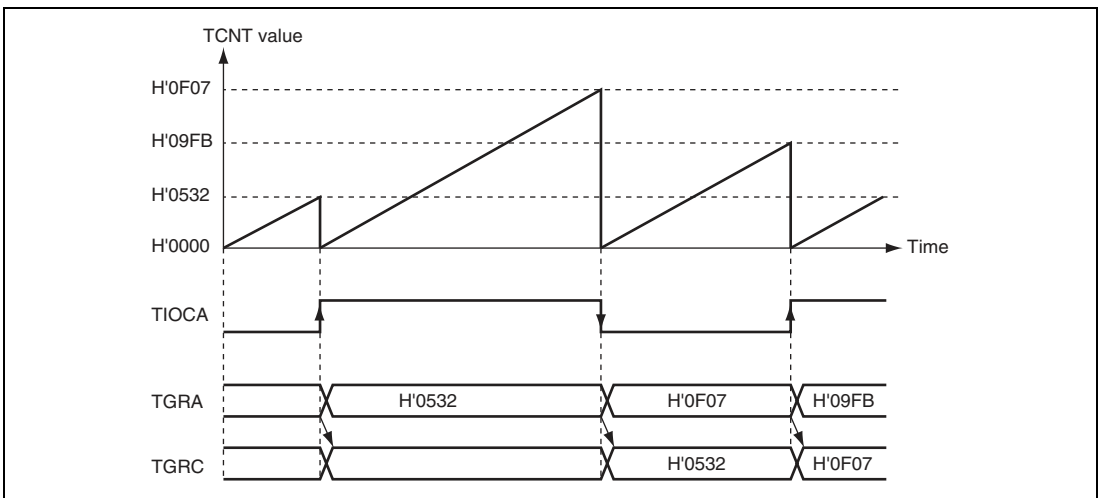 TCNT value
H'0F07
H'09FB
H'0532
H'0000
Time
TIOCA
TGRA
H'0532
H'0F07
H'09FB
TGRC
H'0532
H'0F07